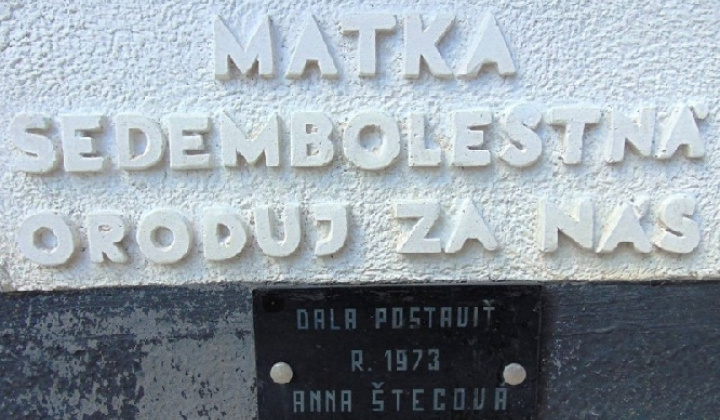 MATKA
SEDEMBOLESTNÁ
ORODUJ ZA NÁS
DALA POSTAVIŤ
R. 1973
ANNA ŠTECOVÁ